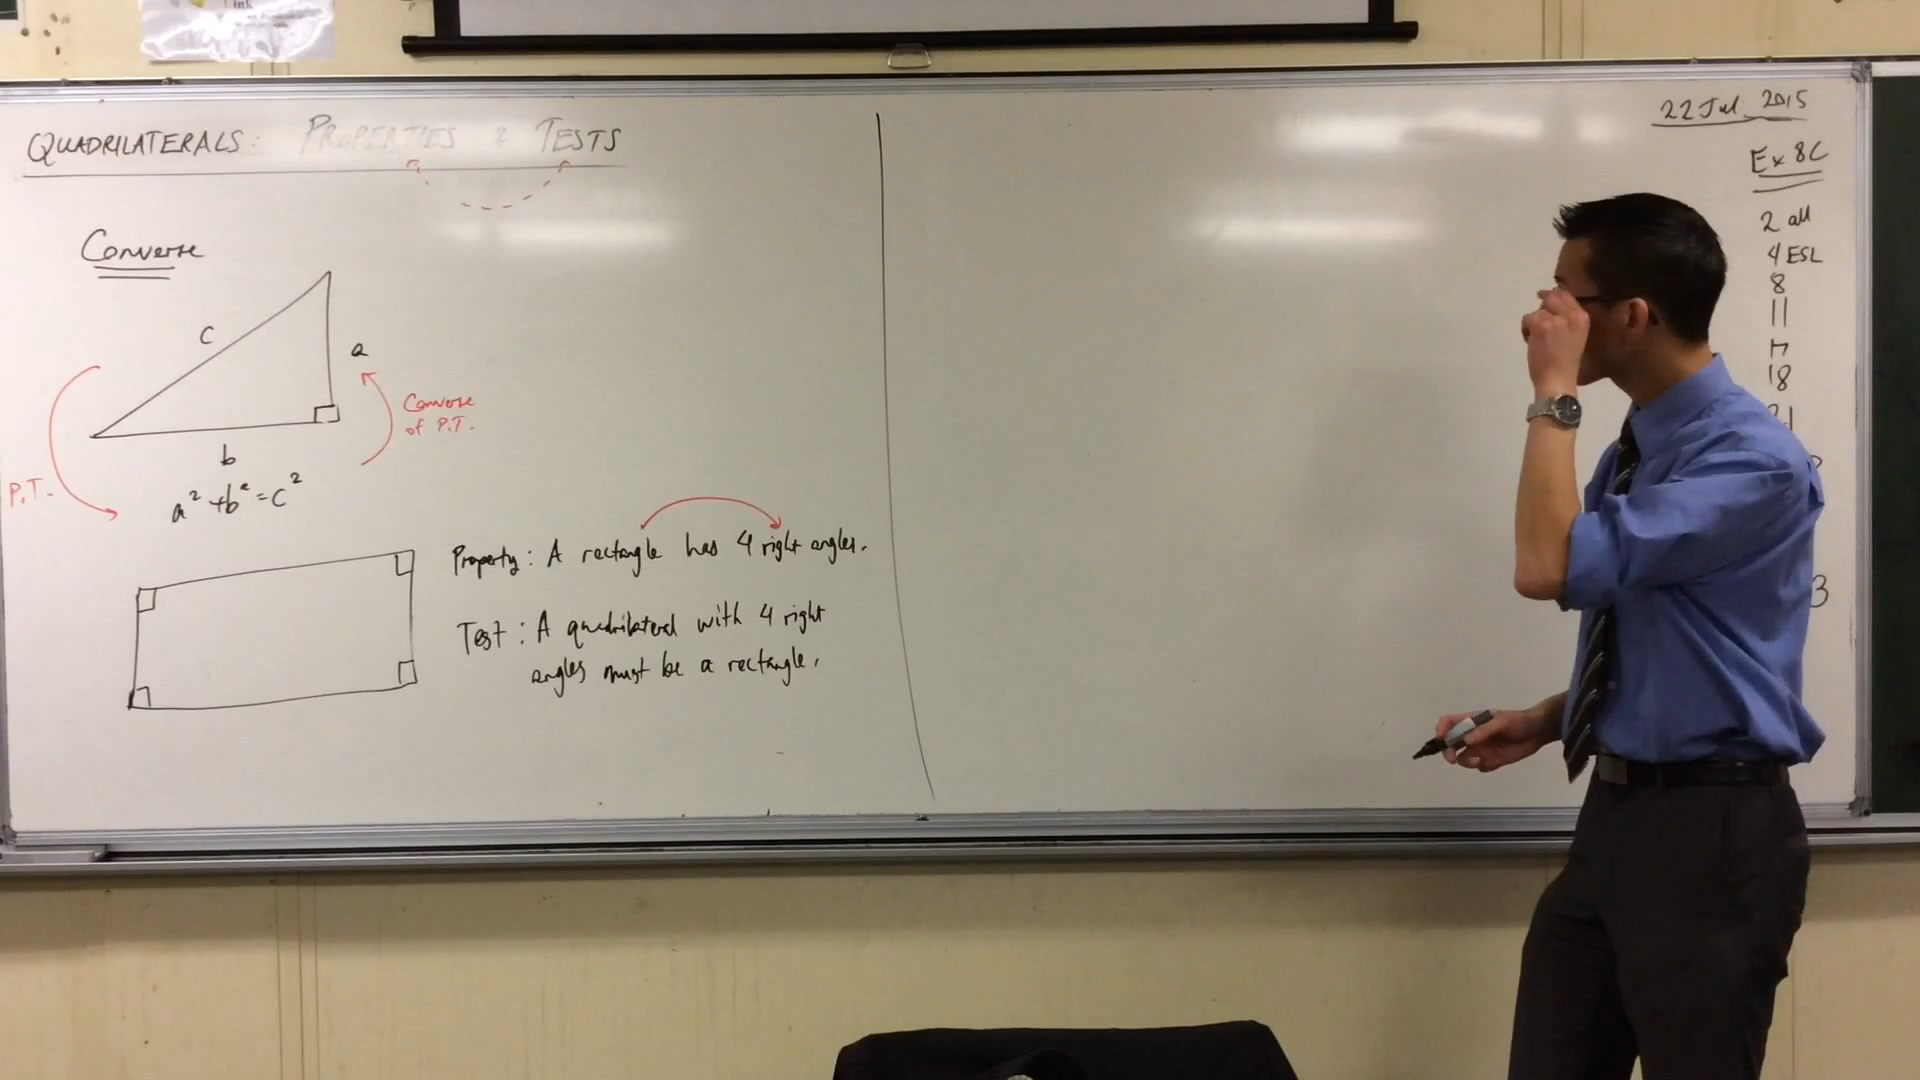 QUADRILATERALS: PROPERTIES & TESTS
Converse
c
a
b
P.T.
Converse
of P.T.
a² + b² = c²
Property: A rectangle has 4 right angles.
Test: A quadrilateral with 4 right
angles must be a rectangle.
22 Jul 2015
Ex 8C
2 all
4 ESL
8
11
17
18
3